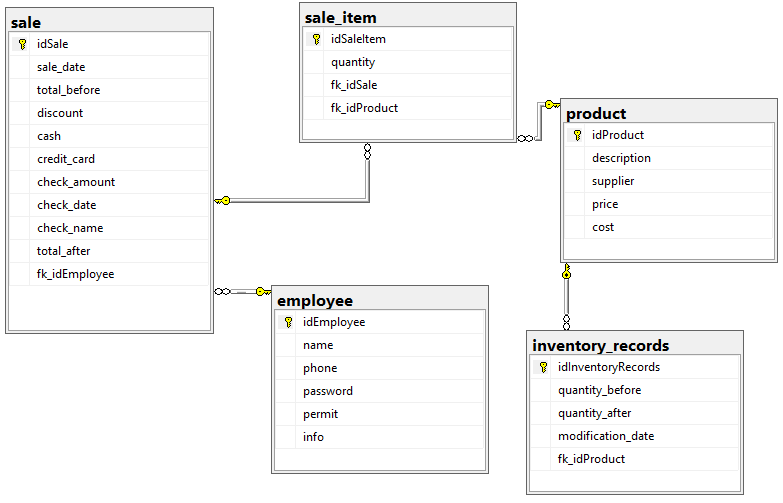 sale
idSale
sale_date
total_before
discount
cash
credit_card
check_amount
check_date
check_name
total_after
fk_idEmployee
sale_item
idSaleItem
quantity
fk_idSale
fk_idProduct
product
idProduct
description
supplier
price
cost
employee
idEmployee
name
phone
password
permit
info
inventory_records
idInventoryRecords
quantity_before
quantity_after
modification_date
fk_idProduct